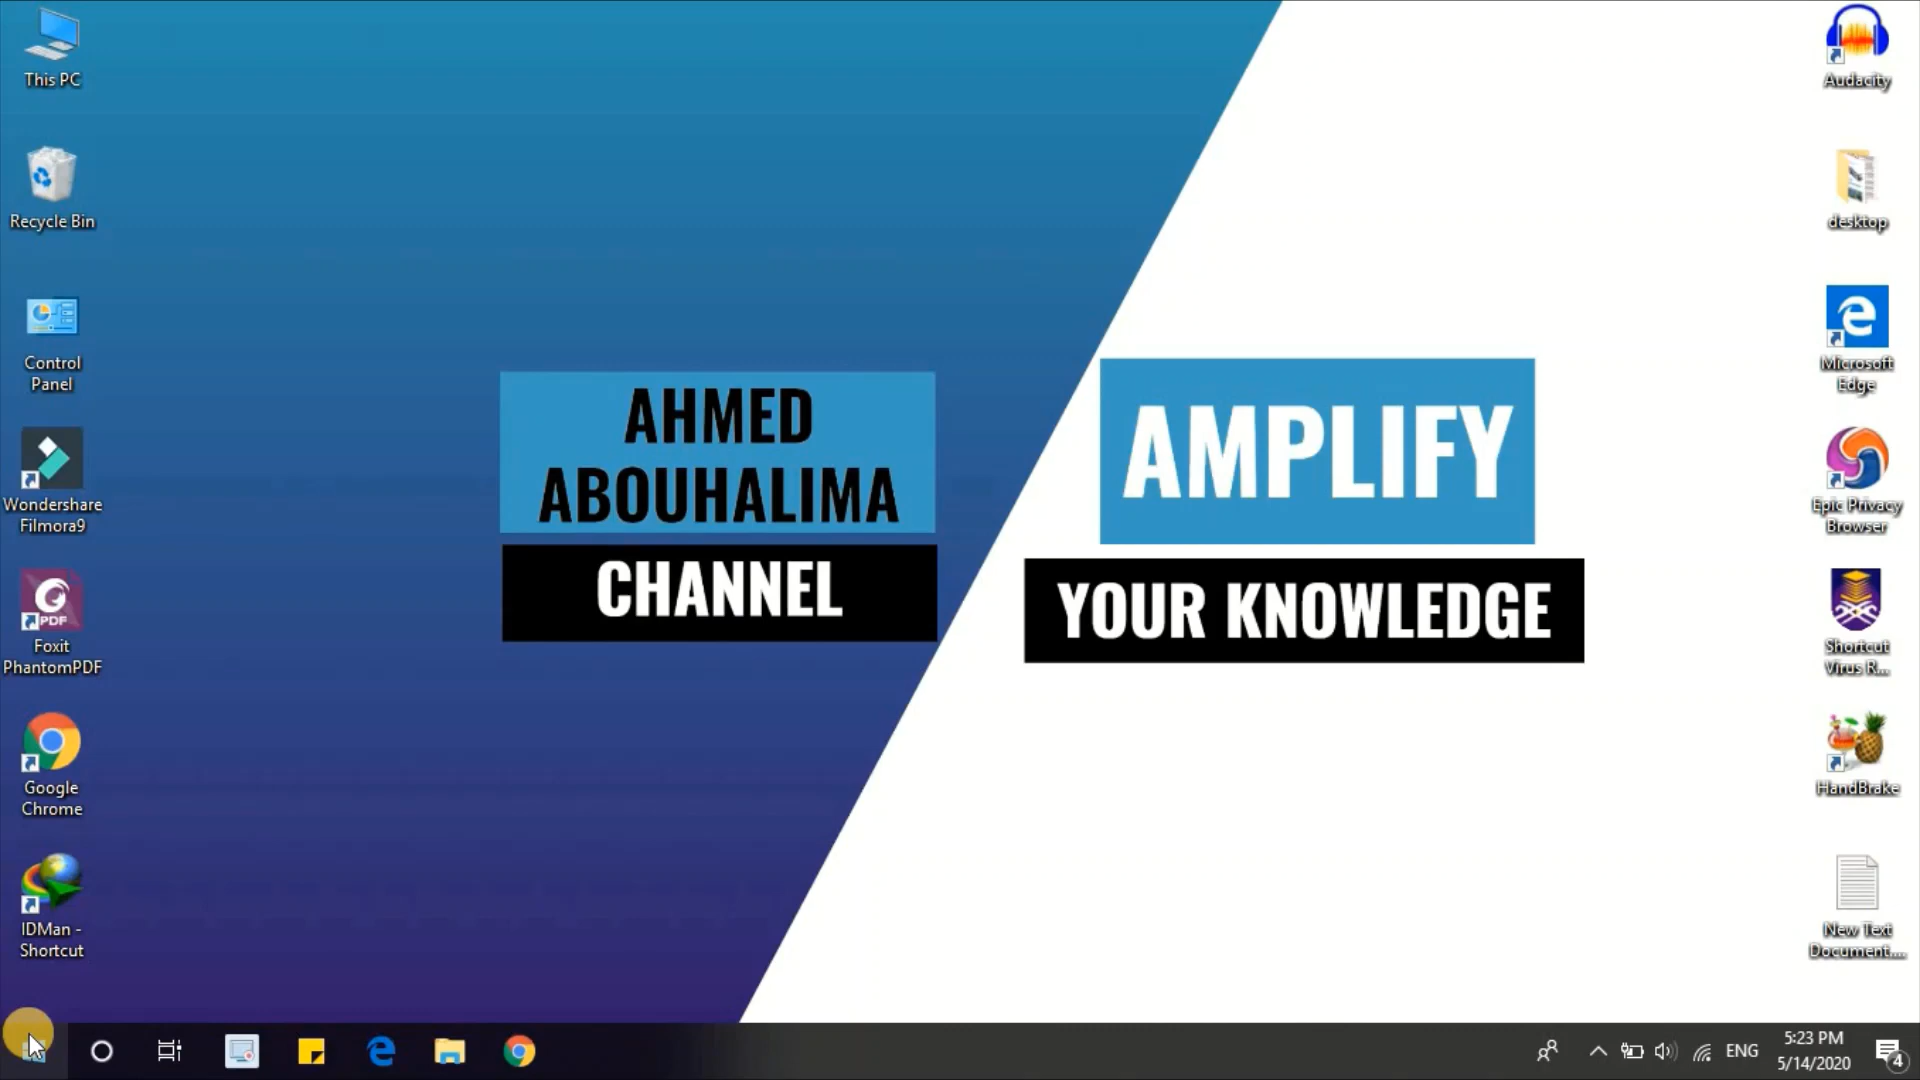 This PC
Recycle Bin
Control
Panel
Wondershare
Filmora9
PDF
Foxit
PhantomPDF
Google
Chrome
IDMan -
Shortcut
AHMED
ABOUHALIMA
CHANNEL
AMPLIFY
YOUR KNOWLEDGE
Audacity
desktop
Microsoft
Edge
Epic Privacy
Browser
Shortcut
Virus R...
HandBrake
New Text
Document....
ENG
5:23 PM
5/14/2020
4